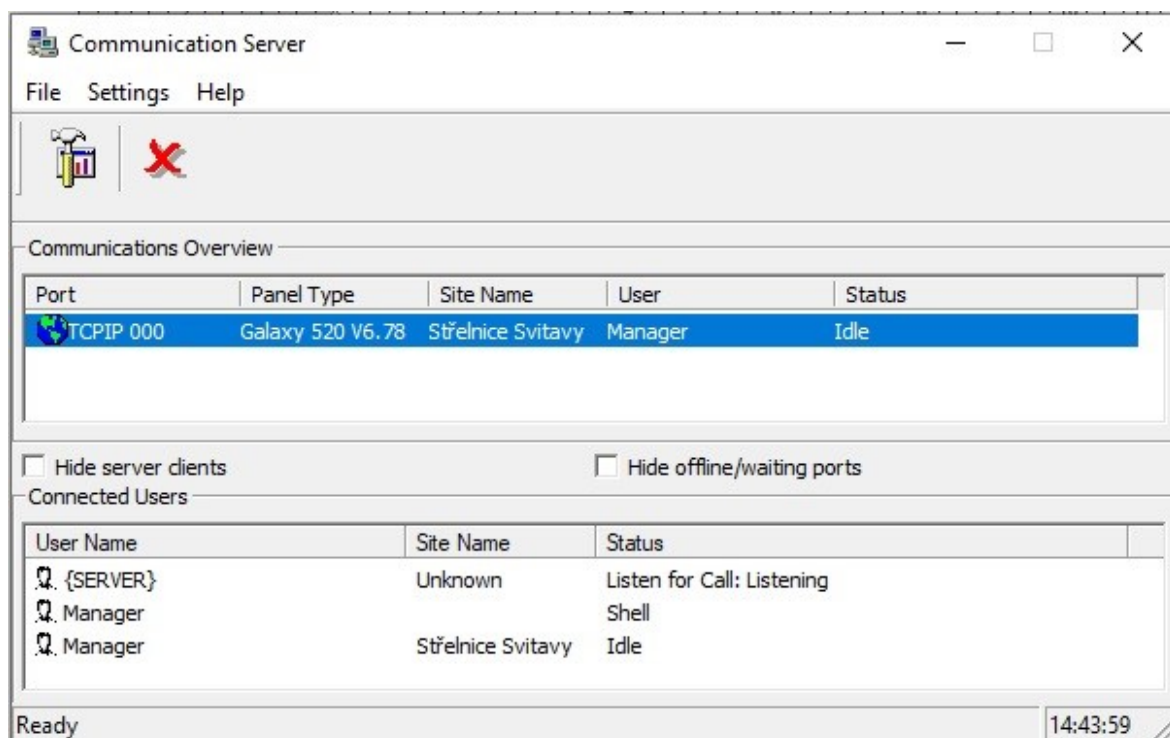 Communication Server
File Settings Help
Communications Overview
Port Panel Type Site Name User Status
TCPIP 000 Galaxy 520 V6.78 Střelnice Svitavy Manager Idle
Hide server clients Hide offline/waiting ports
Connected Users
User Name Site Name Status
{SERVER} Unknown Listen for Call: Listening
Manager Shell
Manager Střelnice Svitavy Idle
Ready 14:43:59